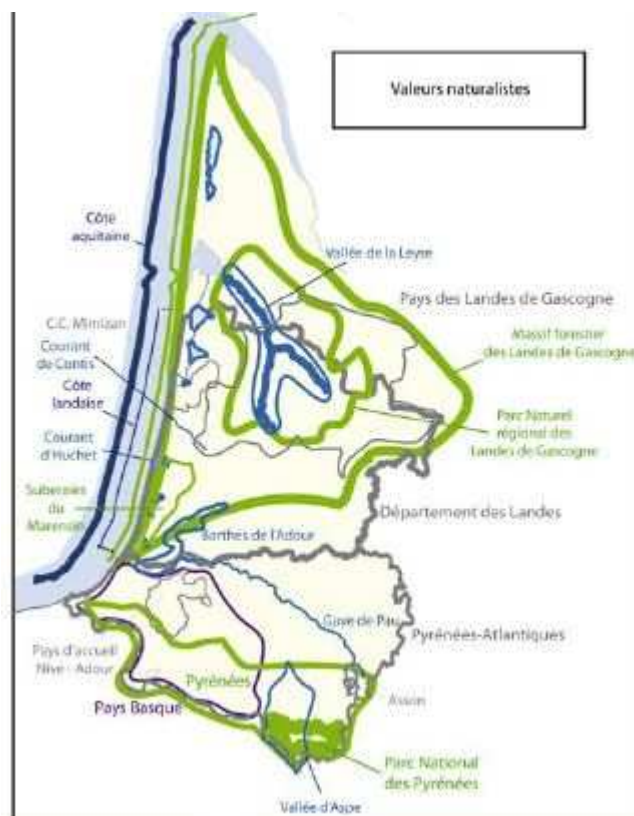 Valeurs naturalistes
Côte
aquitaine
Vallée de la Leyre
Pays des Landes de Gascogne
C.C. Mimizan
Massif forestier
des Landes de Gascogne
Courant
de Contis
Côte
landaise
Parc Naturel
régional des
Landes de Gascogne
Courant
d'Huchet
Suberaies
du
Marensin
Département des Landes
Barthes de l'Adour
Gave de Pau
Pyrénées-Atlantiques
Pays d'accueil
Nive - Adour
Pyrénées
Asson
Pays Basque
Parc National
des Pyrénées
Vallée d'Aspe